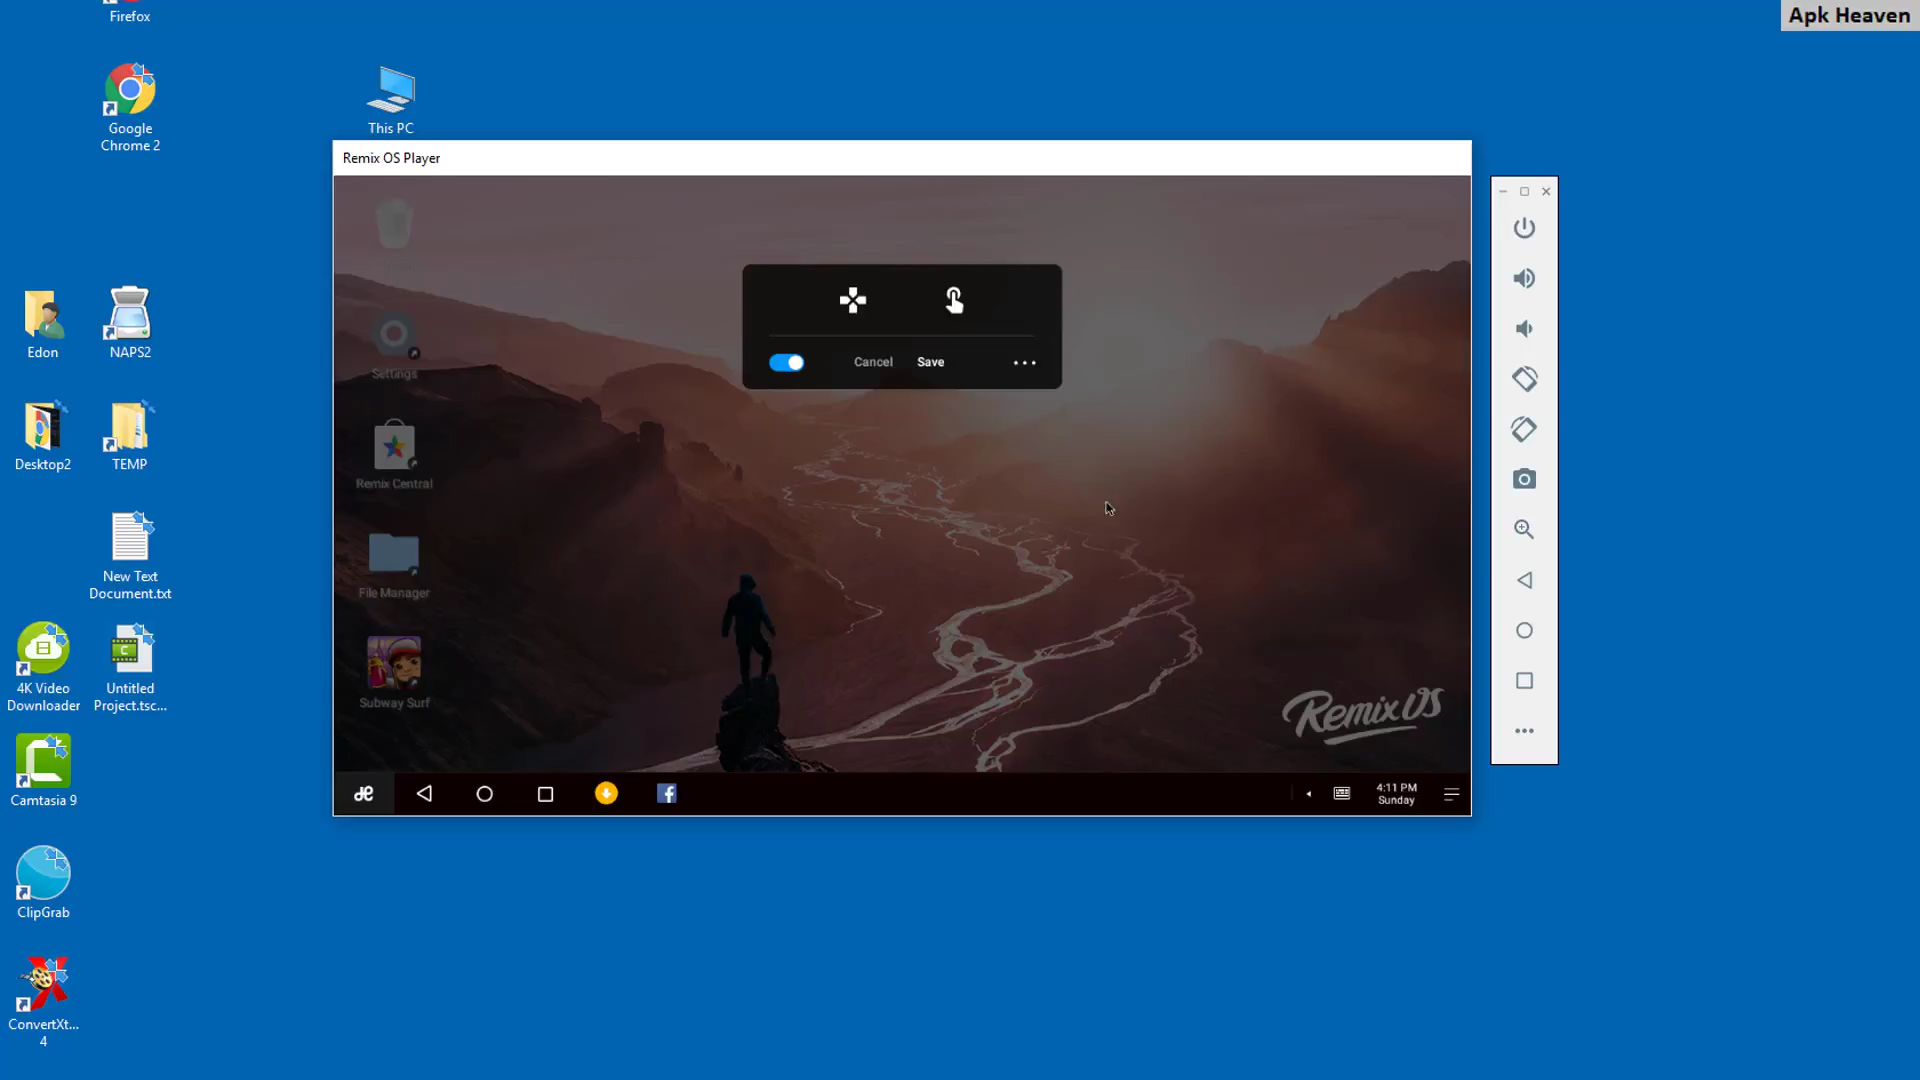 Firefox
Apk Heaven
Google
Chrome 2
This PC
Remix OS Player
Edon
NAPS2
Cancel
Save
Settings
Desktop2
TEMP
Remix Central
New Text
Document.txt
File Manager
4K Video
Downloader
Untitled
Project.tsc...
Subway Surf
Remix OS
Camtasia 9
4:11 PM
Sunday
ClipGrab
ConvertXt...
4